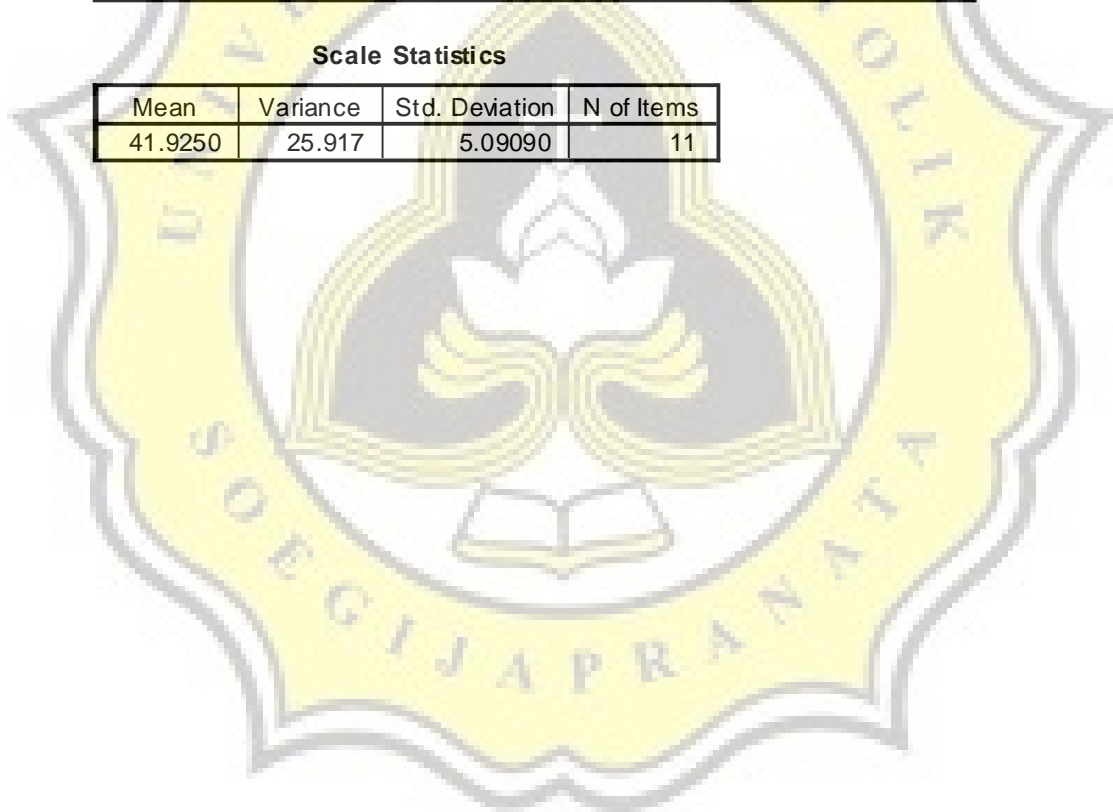 Scale Statistics
Mean Variance Std. Deviation N of Items
41.9250 25.917 5.09090 11
U N I V
O L I K
S O E G I J A P R A N A T A